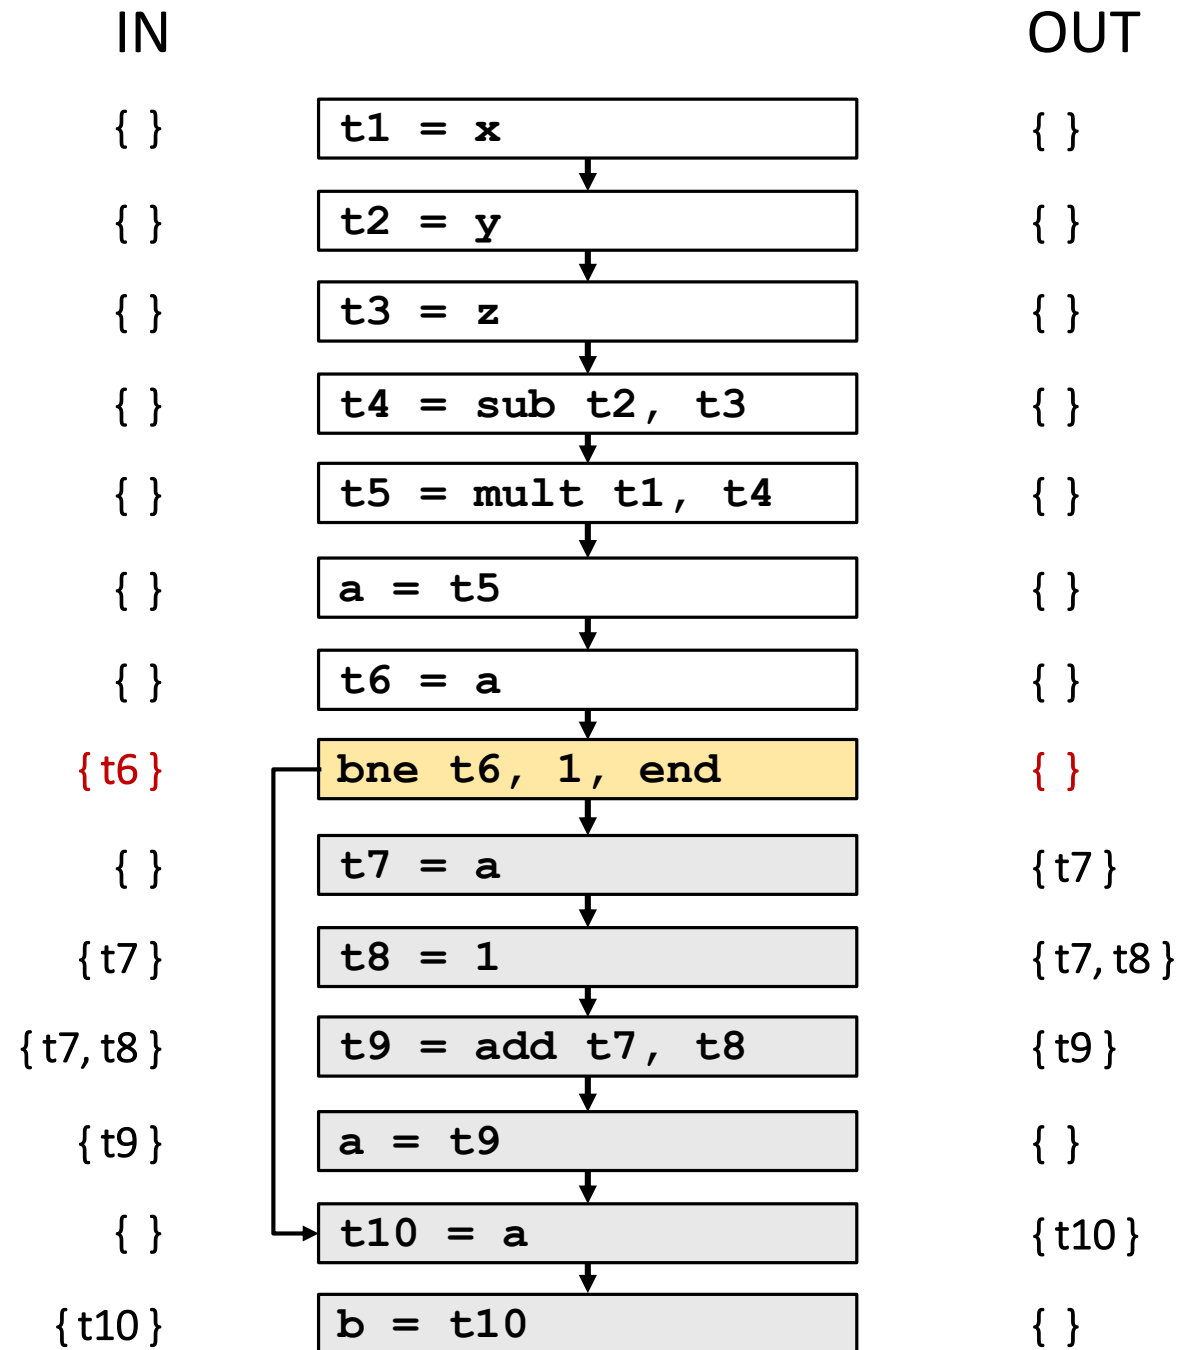 IN OUT
{ } t1 = x { }
{ } t2 = y { }
{ } t3 = z { }
{ } t4 = sub t2, t3 { }
{ } t5 = mult t1, t4 { }
{ } a = t5 { }
{ } t6 = a { }
{ t6 } bne t6, 1, end { }
{ } t7 = a { t7 }
{ t7 } t8 = 1 { t7, t8 }
{ t7, t8 } t9 = add t7, t8 { t9 }
{ t9 } a = t9 { }
{ } t10 = a { t10 }
{ t10 } b = t10 { }